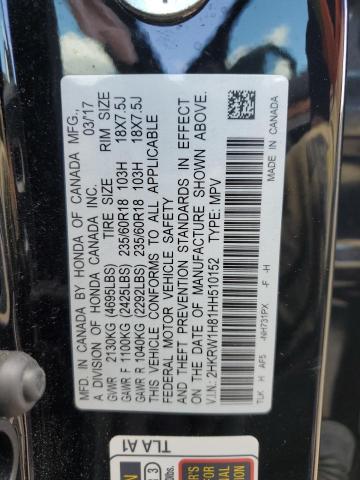 MFD. IN CANADA BY HONDA OF CANADA MFG.,
A DIVISION OF HONDA CANADA INC. 03/17
GVWR 2130KG (4695LBS) TIRE SIZE RIM SIZE
GAWR F 1100KG (2425LBS) 235/60R18 103H 18X7.5J
GAWR R 1040KG (2292LBS) 235/60R18 103H 18X7.5J
THIS VEHICLE CONFORMS TO ALL APPLICABLE
FEDERAL MOTOR VEHICLE SAFETY
AND THEFT PREVENTION STANDARDS IN EFFECT
ON THE DATE OF MANUFACTURE SHOWN ABOVE.
V.I.N: 2HKRW1H81HH510152 TYPE: MPV
TLK H AF5 -NH731PX -F -H
TLA A1